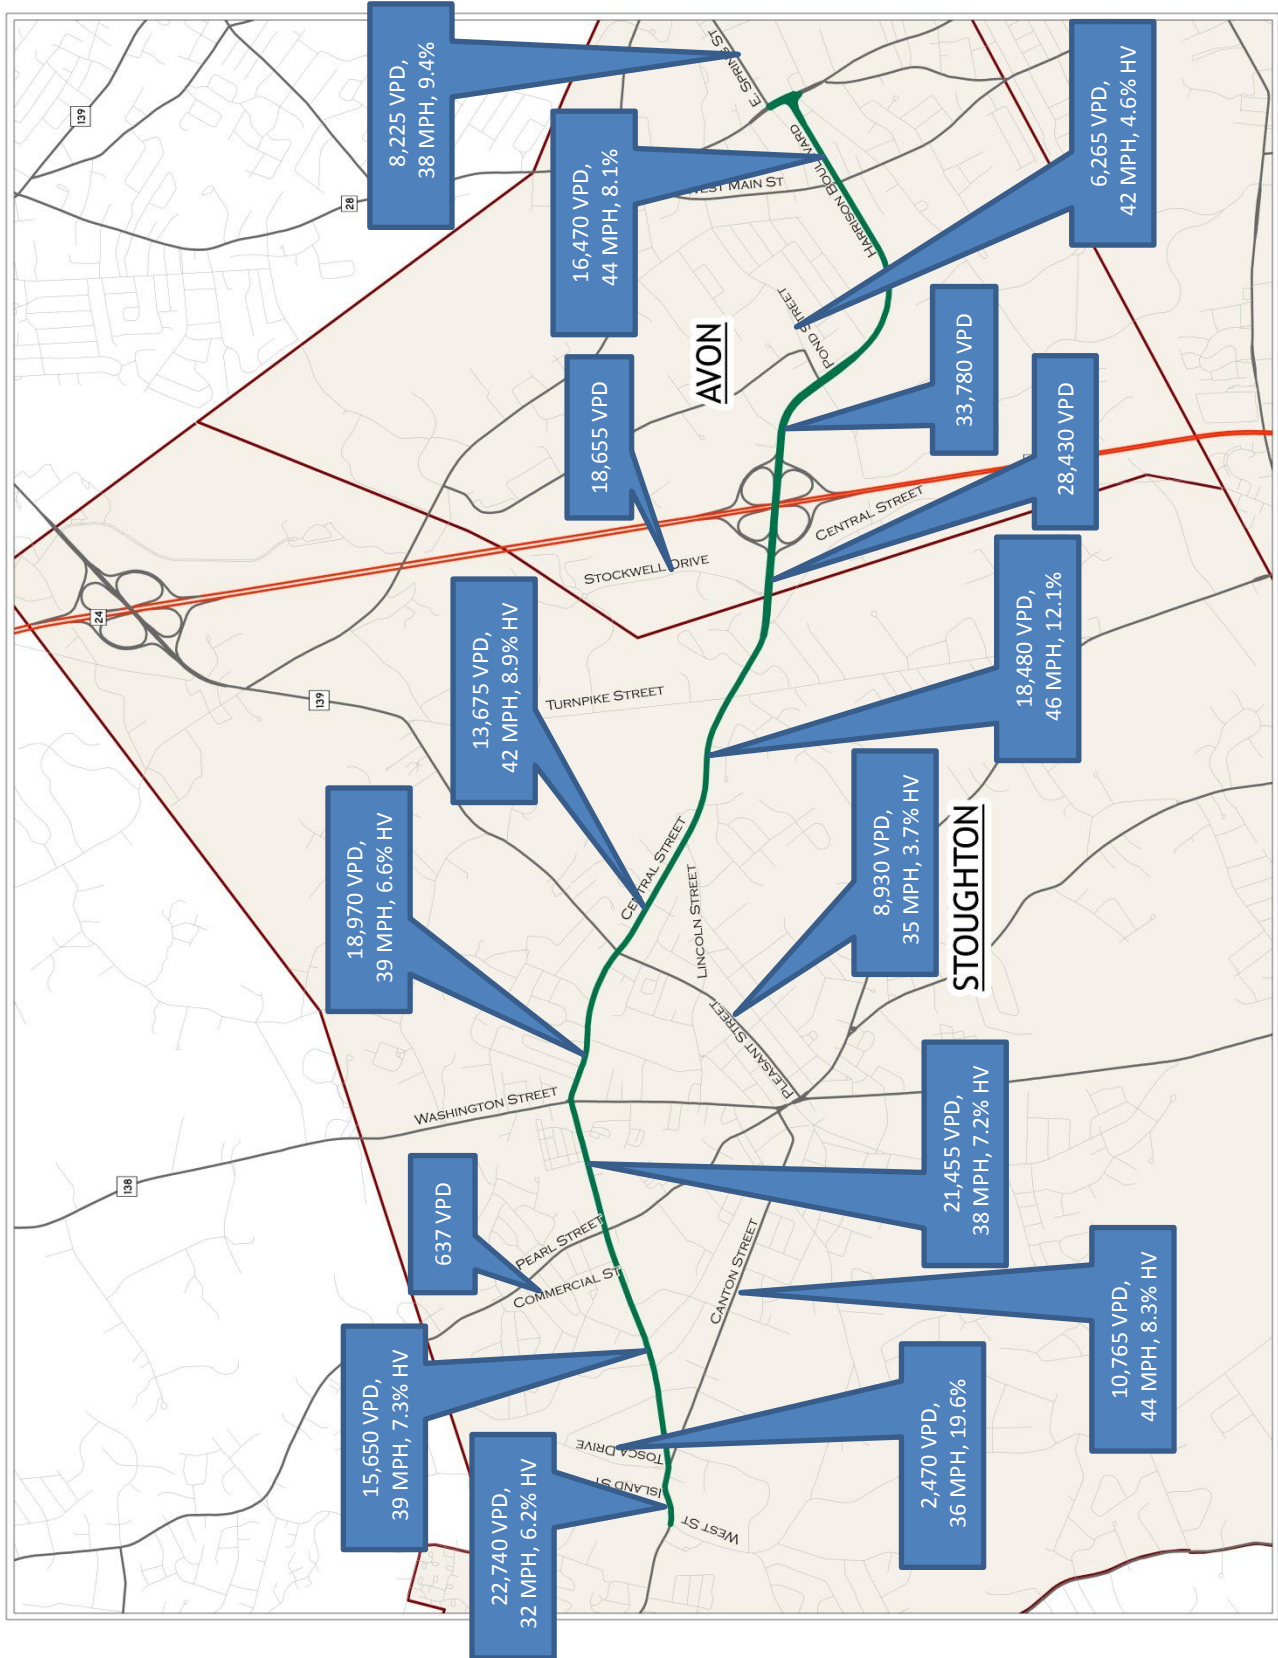 8,225 VPD,
38 MPH, 9.4%
16,470 VPD,
44 MPH, 8.1%
6,265 VPD,
42 MPH, 4.6% HV
18,655 VPD
33,780 VPD
28,430 VPD
13,675 VPD,
42 MPH, 8.9% HV
18,480 VPD,
46 MPH, 12.1%
18,970 VPD,
39 MPH, 6.6% HV
8,930 VPD,
35 MPH, 3.7% HV
637 VPD
21,455 VPD,
38 MPH, 7.2% HV
15,650 VPD,
39 MPH, 7.3% HV
10,765 VPD,
44 MPH, 8.3% HV
22,740 VPD,
32 MPH, 6.2% HV
2,470 VPD,
36 MPH, 19.6%
AVON
STOUGHTON
139
28
24
139
138
HARRISON BOULEVARD
POND STREET
CENTRAL STREET
STOCKWELL DRIVE
TURNPIKE STREET
CENTRAL STREET
LINCOLN STREET
PLEASANT STREET
WASHINGTON STREET
PEARL STREET
COMMERCIAL ST
CANTON STREET
TOSCA DRIVE
ISLAND ST
WEST ST
E. SPRING ST
MAIN ST